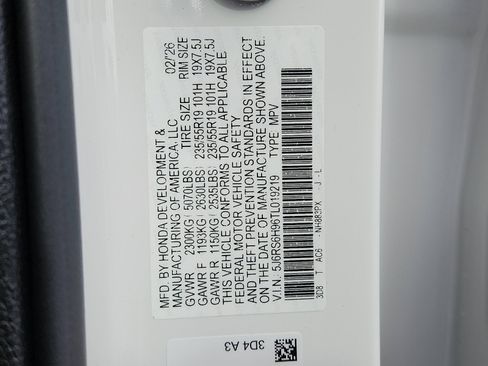 MFD. BY HONDA DEVELOPMENT & 02/'26
MANUFACTURING OF AMERICA, LLC
TIRE SIZE RIM SIZE
GVWR 2300KG (5070LBS)
GAWR F 1193KG (2630LBS) 235/55R19 101H 19X7.5J
GAWR R 1150KG (2535LBS) 235/55R19 101H 19X7.5J
THIS VEHICLE CONFORMS TO ALL APPLICABLE
FEDERAL MOTOR VEHICLE SAFETY
AND THEFT PREVENTION STANDARDS IN EFFECT
ON THE DATE OF MANUFACTURE SHOWN ABOVE.
V.I.N. 5J6RS6H96TL019219 TYPE MPV
3D8 T AC6 NH883PX J-L
3D4 A3